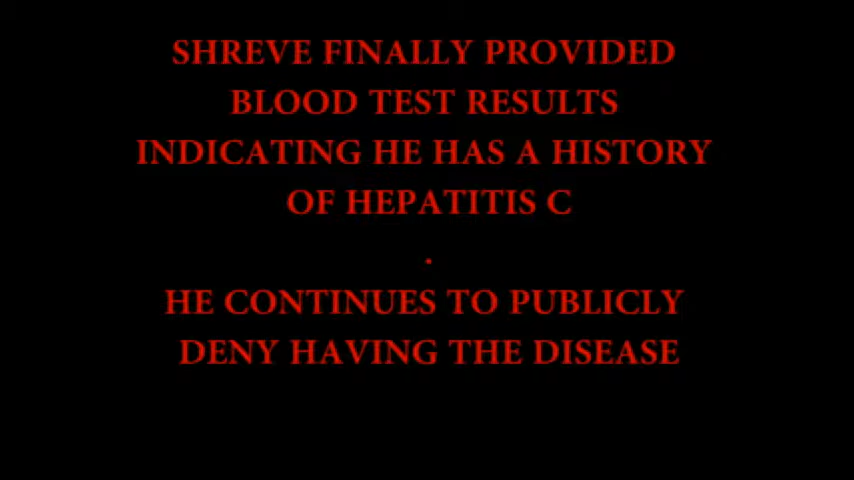 SHREVE FINALLY PROVIDED
BLOOD TEST RESULTS
INDICATING HE HAS A HISTORY
OF HEPATITIS C
.
HE CONTINUES TO PUBLICLY
DENY HAVING THE DISEASE